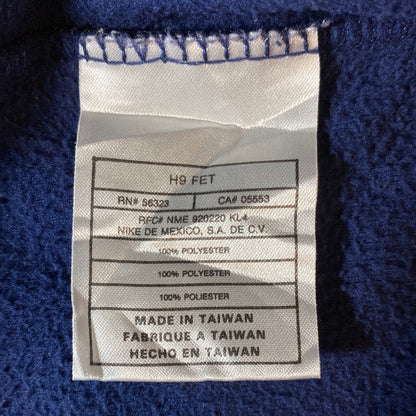 H9 FET
RN# 56323 CA# 05553
RFC# NME 920220 KL4
NIKE DE MEXICO, S.A. DE C.V.
100% POLYESTER
100% POLYESTER
100% POLIESTER
MADE IN TAIWAN
FABRIQUE A TAIWAN
HECHO EN TAIWAN